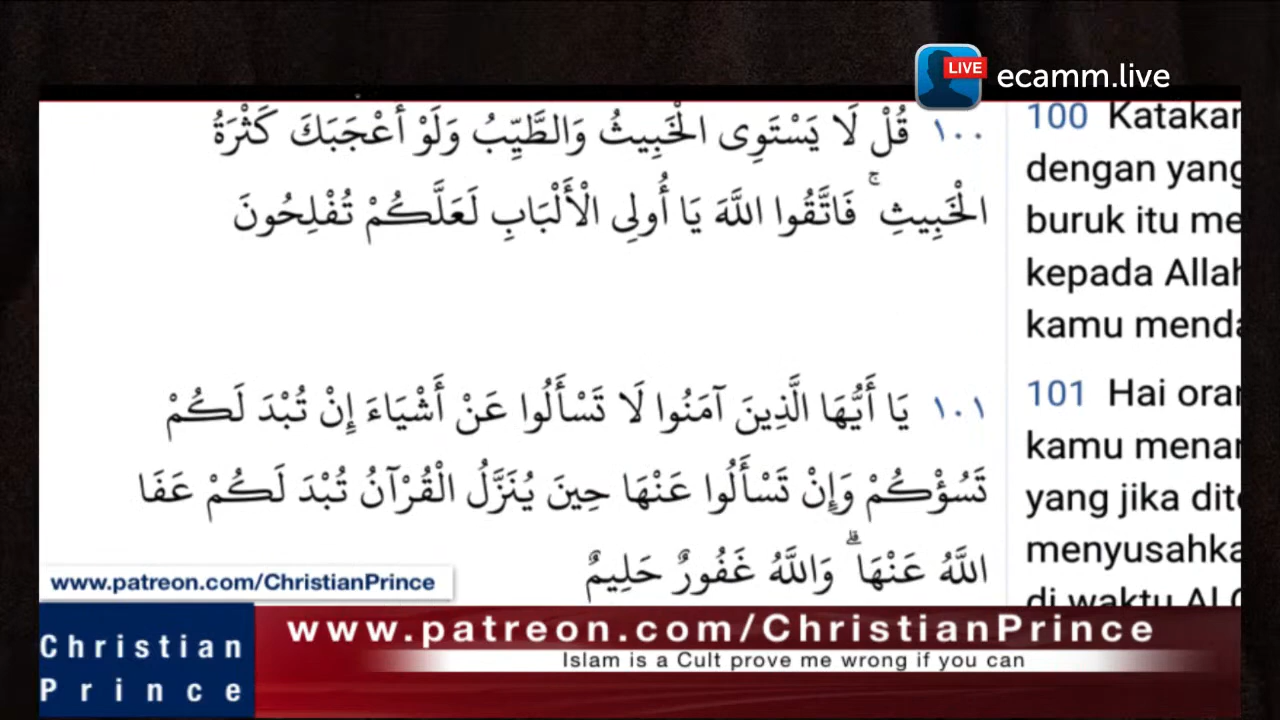 LIVE
ecamm.live
١٠٠ قُلْ لَا يَسْتَوِي الْخَبِيثُ وَالطَّيِّبُ وَلَوْ أَعْجَبَكَ كَثْرَةُ
الْخَبِيثِ ۚ فَاتَّقُوا اللَّهَ يَا أُولِي الْأَلْبَابِ لَعَلَّكُمْ تُفْلِحُونَ
١٠١ يَا أَيُّهَا الَّذِينَ آمَنُوا لَا تَسْأَلُوا عَنْ أَشْيَاءَ إِنْ تُبْدَ لَكُمْ
تَسُؤْكُمْ وَإِنْ تَسْأَلُوا عَنْهَا حِينَ يُنَزَّلُ الْقُرْآنُ تُبْدَ لَكُمْ عَفَا
اللَّهُ عَنْهَا ۗ وَاللَّهُ غَفُورٌ حَلِيمٌ
100 Katakan
dengan yang
buruk itu me
kepada Allah
kamu menda
101 Hai oran
kamu menan
yang jika dite
menyusahka
di waktu Al Q
www.patreon.com/ChristianPrince
Christian
Prince
www.patreon.com/ChristianPrince
Islam is a Cult prove me wrong if you can